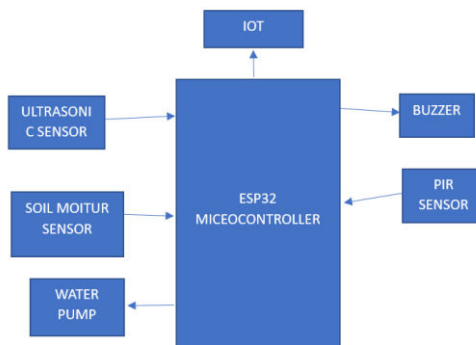 IOT
ULTRASONI
C SENSOR
BUZZER
ESP32
MICEOCONTROLLER
PIR
SENSOR
SOIL MOITUR
SENSOR
WATER
PUMP